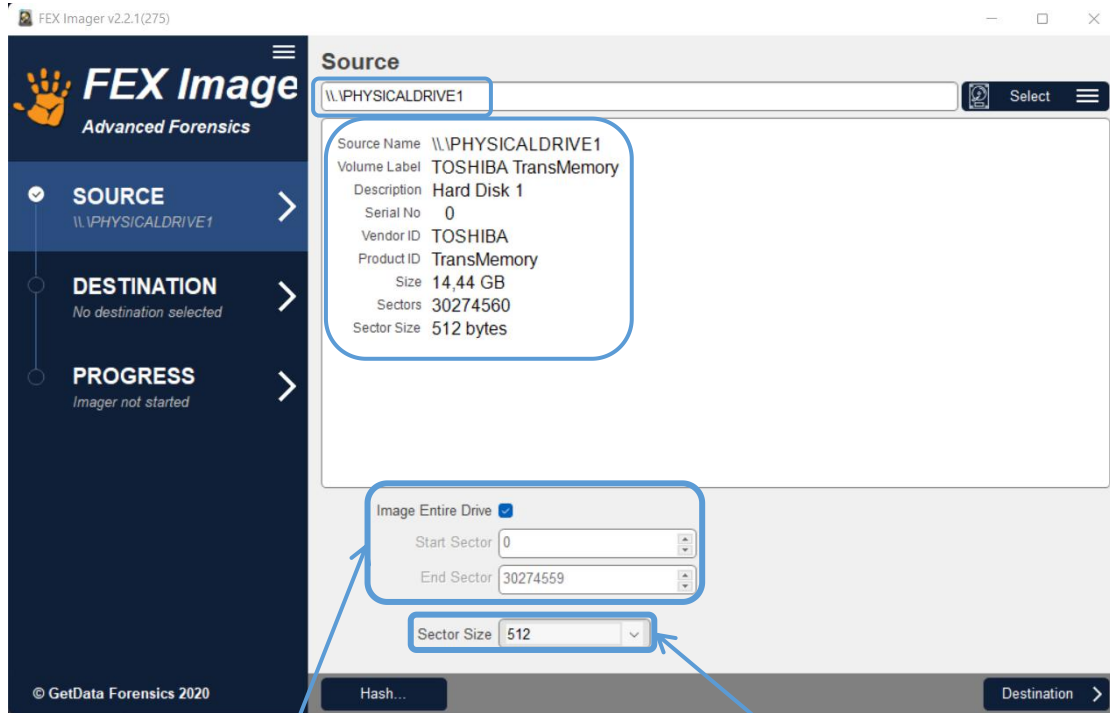 FEX Imager v2.2.1(275)
FEX Image
Advanced Forensics
SOURCE
\\.\PHYSICALDRIVE1
DESTINATION
No destination selected
PROGRESS
Imager not started
© GetData Forensics 2020
Source
\\.\PHYSICALDRIVE1
Select
Source Name \\.\PHYSICALDRIVE1
Volume Label TOSHIBA TransMemory
Description Hard Disk 1
Serial No 0
Vendor ID TOSHIBA
Product ID TransMemory
Size 14,44 GB
Sectors 30274560
Sector Size 512 bytes
Image Entire Drive
Start Sector 0
End Sector 30274559
Sector Size 512
Hash...
Destination